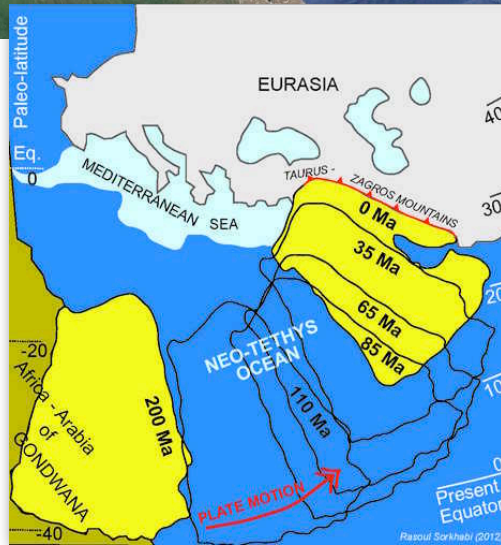 Paleo-latitude
Eq.
0
EURASIA
40
MEDITERRANEAN SEA
TAURUS - ZAGROS MOUNTAINS
30
0 Ma
35 Ma
20
65 Ma
85 Ma
NEO-TETHYS
OCEAN
-20
10
110 Ma
200 Ma
Africa - Arabia
of
GONDWANA
0
PLATE MOTION
Present
Equator
-40
Rasoul Sorkhabi (2012)